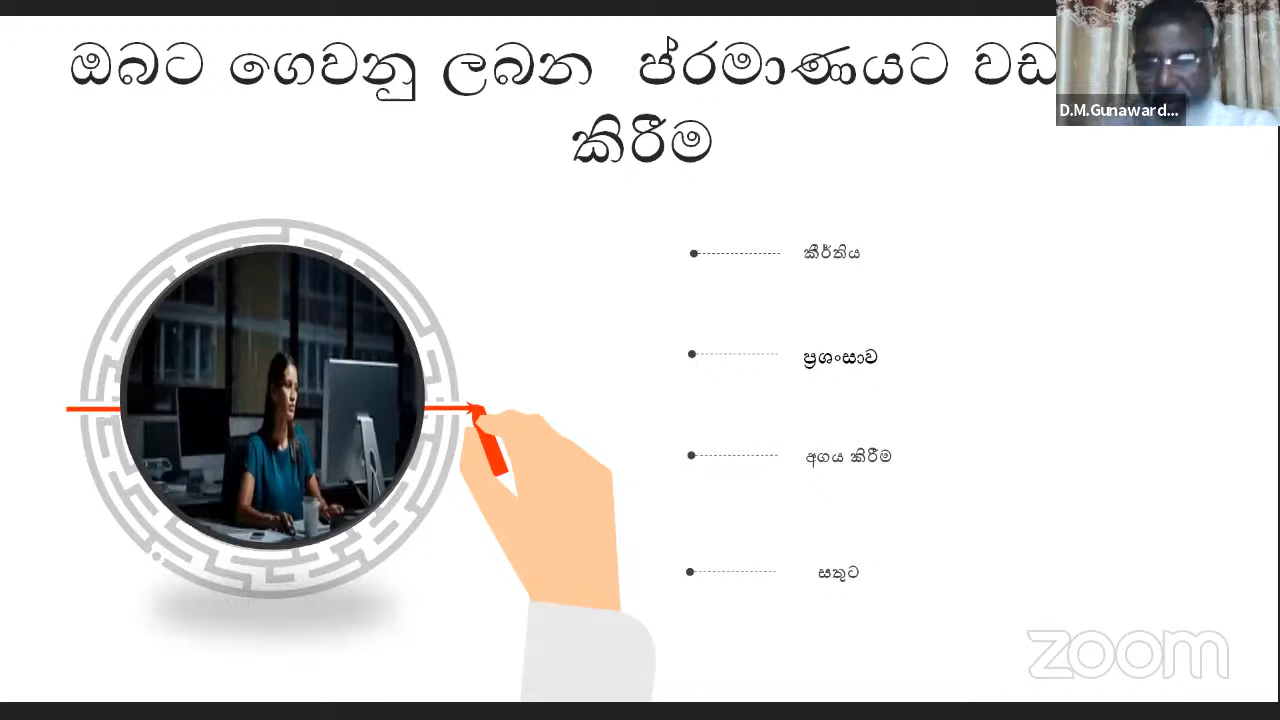 ඔබට ගෙවනු ලබන ප්රමාණයට වඩ
කිරීම
D.M.Gunaward...
කීර්තිය
ප්‍රශංසාව
අගය කිරීම
සතුට
zoom